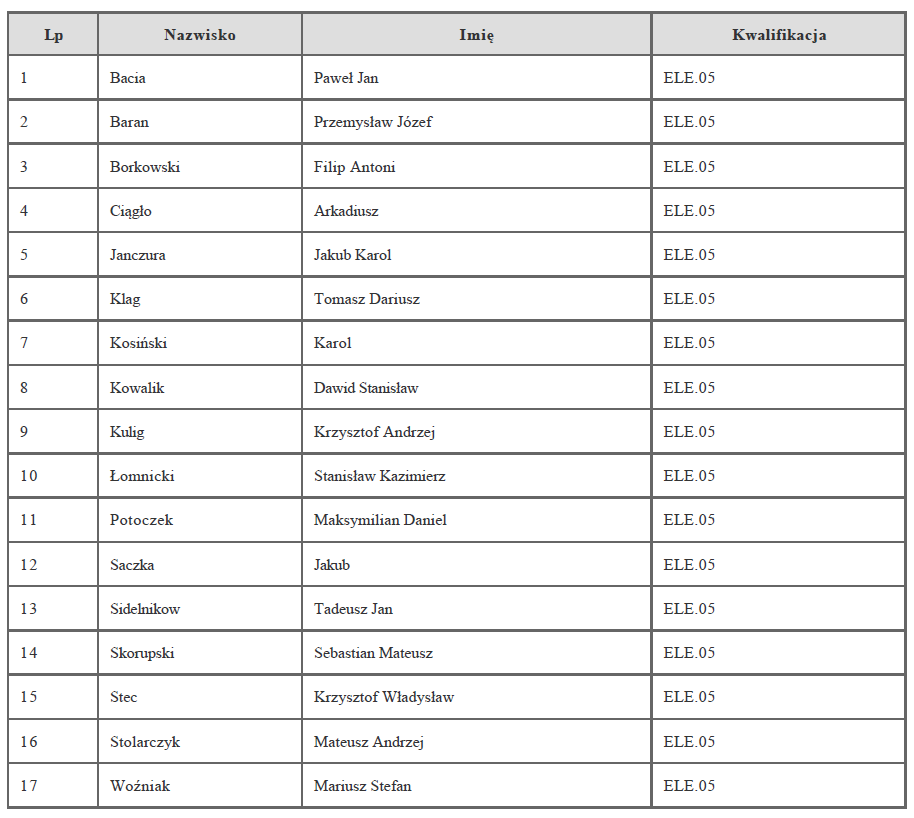 Lp Nazwisko Imię Kwalifikacja
1 Bacia Paweł Jan ELE.05
2 Baran Przemysław Józef ELE.05
3 Borkowski Filip Antoni ELE.05
4 Ciągło Arkadiusz ELE.05
5 Janczura Jakub Karol ELE.05
6 Klag Tomasz Dariusz ELE.05
7 Kosiński Karol ELE.05
8 Kowalik Dawid Stanisław ELE.05
9 Kulig Krzysztof Andrzej ELE.05
10 Łomnicki Stanisław Kazimierz ELE.05
11 Potoczek Maksymilian Daniel ELE.05
12 Saczka Jakub ELE.05
13 Sidelnikow Tadeusz Jan ELE.05
14 Skorupski Sebastian Mateusz ELE.05
15 Stec Krzysztof Władysław ELE.05
16 Stolarczyk Mateusz Andrzej ELE.05
17 Woźniak Mariusz Stefan ELE.05